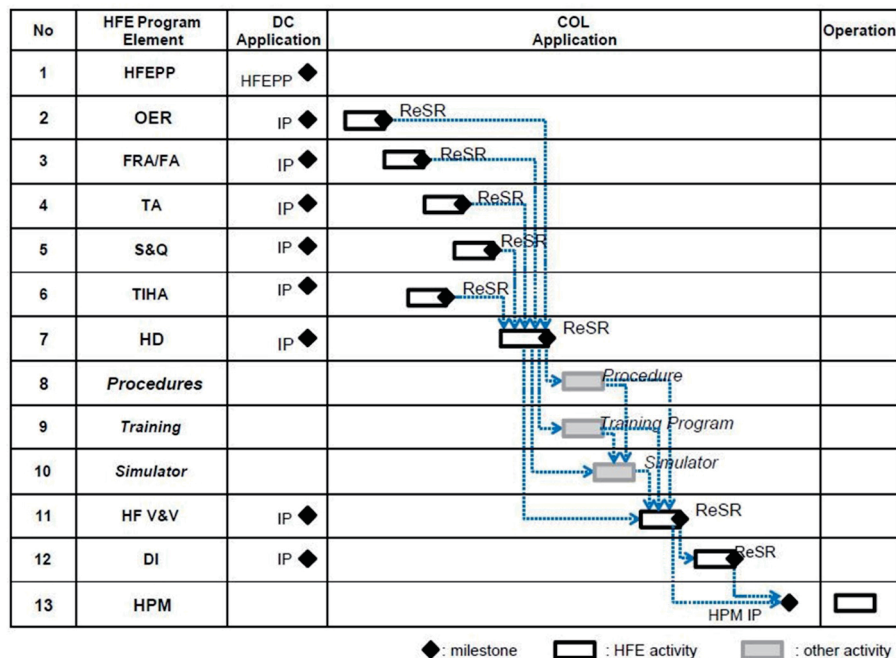 No HFE Program Element DC Application COL Application Operation
1 HFEPP HFEPP
2 OER IP ReSR
3 FRA/FA IP ReSR
4 TA IP ReSR
5 S&Q IP ReSR
6 TIHA IP ReSR
7 HD IP ReSR
8 Procedures Procedure
9 Training Training Program
10 Simulator Simulator
11 HF V&V IP ReSR
12 DI IP ReSR
13 HPM HPM IP
: milestone : HFE activity : other activity